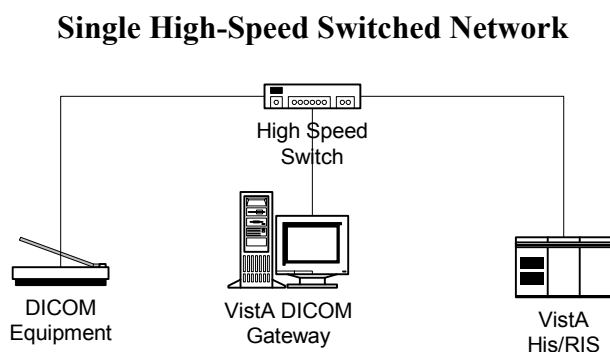 Single High-Speed Switched Network
High Speed
Switch
DICOM
Equipment
VistA DICOM
Gateway
VistA
His/RIS